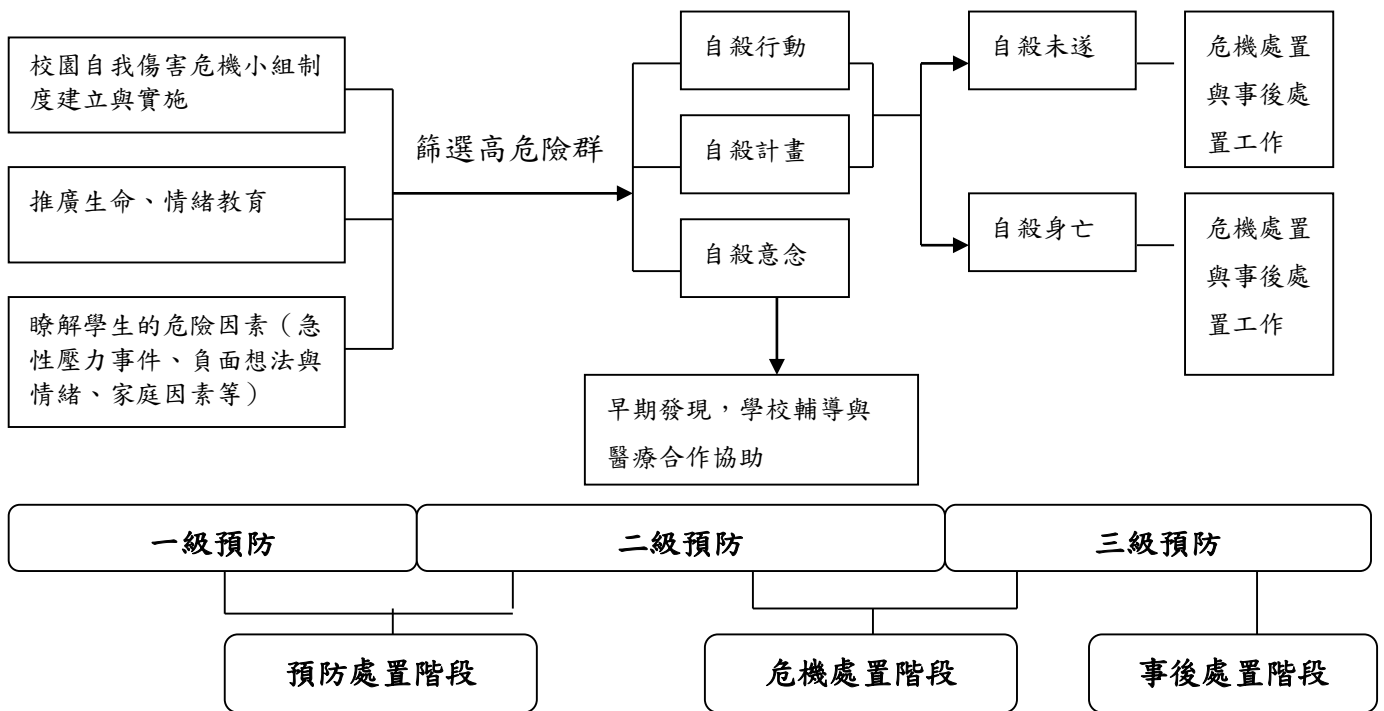 校園自我傷害危機小組制
度建立與實施
推廣生命、情緒教育
瞭解學生的危險因素（急
性壓力事件、負面想法與
情緒、家庭因素等）
篩選高危險群
自殺行動
自殺計畫
自殺意念
早期發現，學校輔導與
醫療合作協助
自殺未遂
自殺身亡
危機處置
與事後處
置工作
危機處置
與事後處
置工作
一級預防
二級預防
三級預防
預防處置階段
危機處置階段
事後處置階段